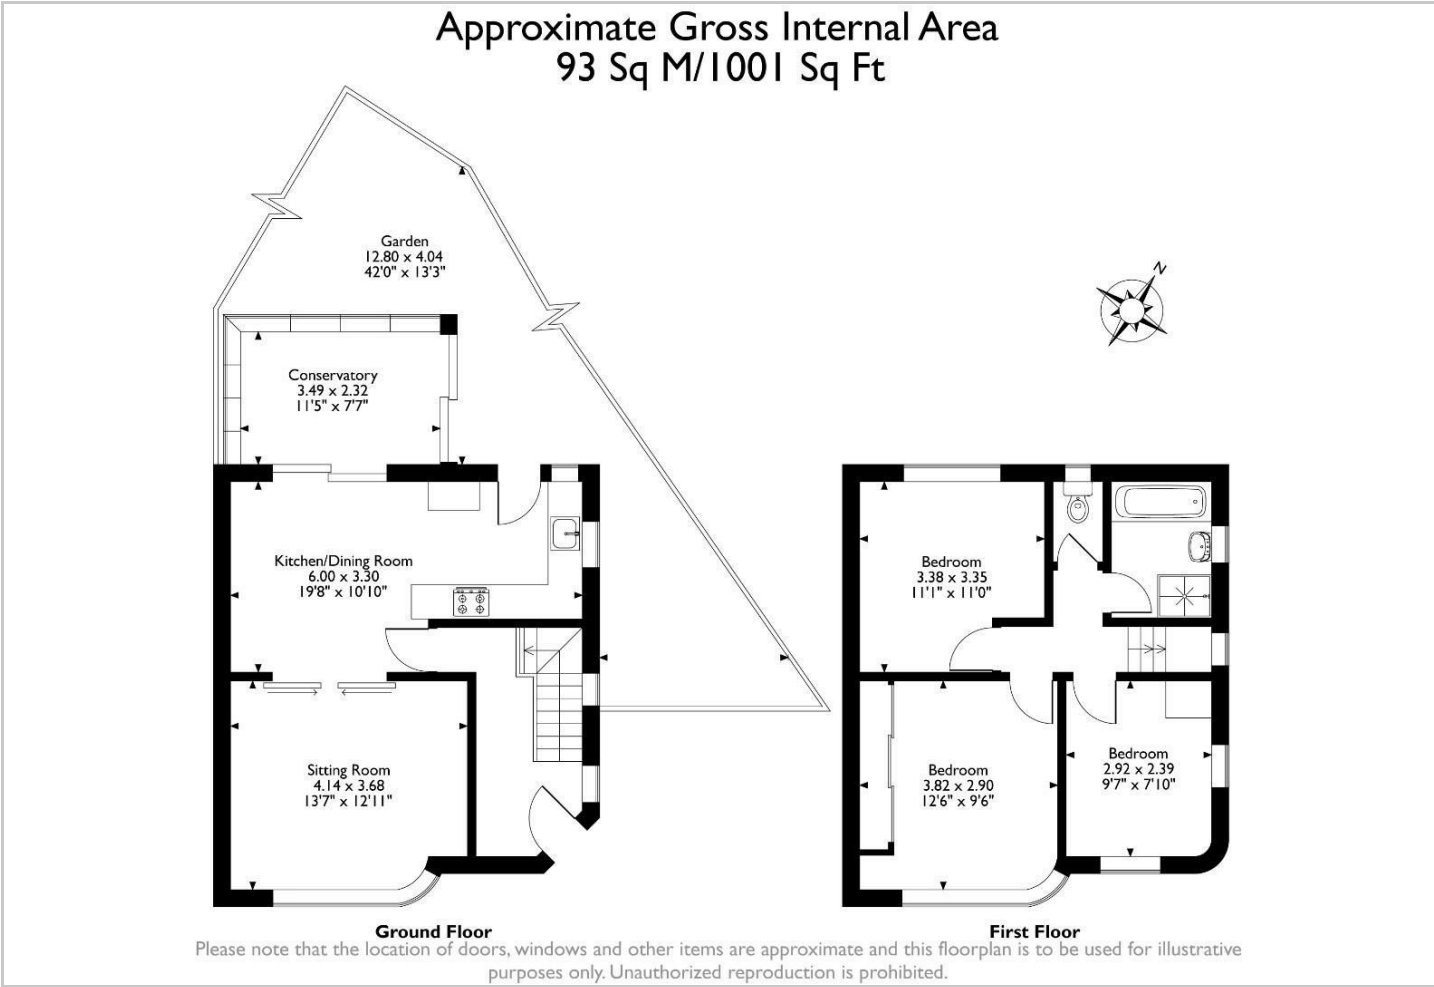 Approximate Gross Internal Area
93 Sq M/1001 Sq Ft
Garden
12.80 x 4.04
42'0" x 13'3"
N
Conservatory
3.49 x 2.32
11'5" x 7'7"
Kitchen/Dining Room
6.00 x 3.30
19'8" x 10'10"
Bedroom
3.38 x 3.35
11'1" x 11'0"
Sitting Room
4.14 x 3.68
13'7" x 12'11"
Bedroom
3.82 x 2.90
12'6" x 9'6"
Bedroom
2.92 x 2.39
9'7" x 7'10"
Ground Floor
First Floor
Please note that the location of doors, windows and other items are approximate and this floorplan is to be used for illustrative
purposes only. Unauthorized reproduction is prohibited.